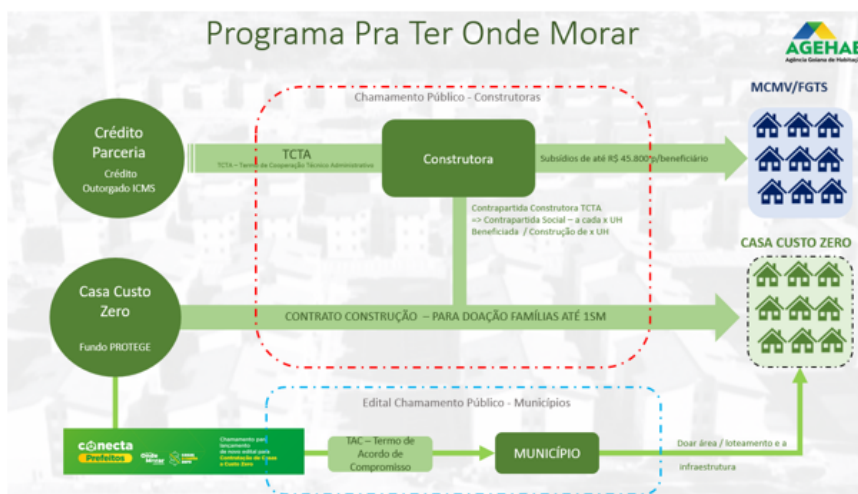 Programa Pra Ter Onde Morar
AGEHAB
Agência Goiana de Habitação
Chamamento Público - Construtoras
MCMV/FGTS
Crédito
Parceria
Crédito
Outorgado ICMS
TCTA
TCTA – Termo de Cooperação Técnico Administrativo
Construtora
Subsídios de até R$ 45.800 p/beneficiário
Contrapartida Construtora TCTA
=> Contrapartida Social – a cada x UH
Beneficiada / Construção de x UH
CASA CUSTO ZERO
Casa Custo
Zero
Fundo PROTEGE
CONTRATO CONSTRUÇÃO – PARA DOAÇÃO FAMÍLIAS ATÉ 1SM
Edital Chamamento Público - Municípios
conecta
Prefeitos
Onde
Morar
Chamamento para
lançamento
de novo edital para
Contratação de Casas
a Custo Zero
TAC – Termo de
Acordo de
Compromisso
MUNICÍPIO
Doar área / loteamento e a
infraestrutura